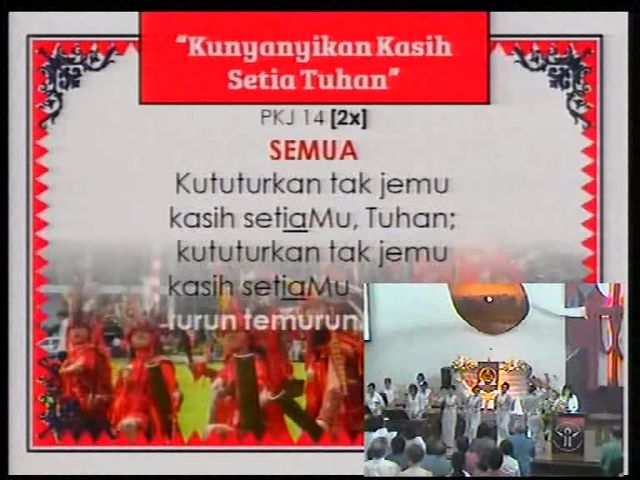 “Kunyanyikan Kasih
Setia Tuhan”
PKJ 14 [2x]
SEMUA
Kututurkan tak jemu
kasih setiaMu, Tuhan;
kututurkan tak jemu
kasih setiaMu
turun temurun